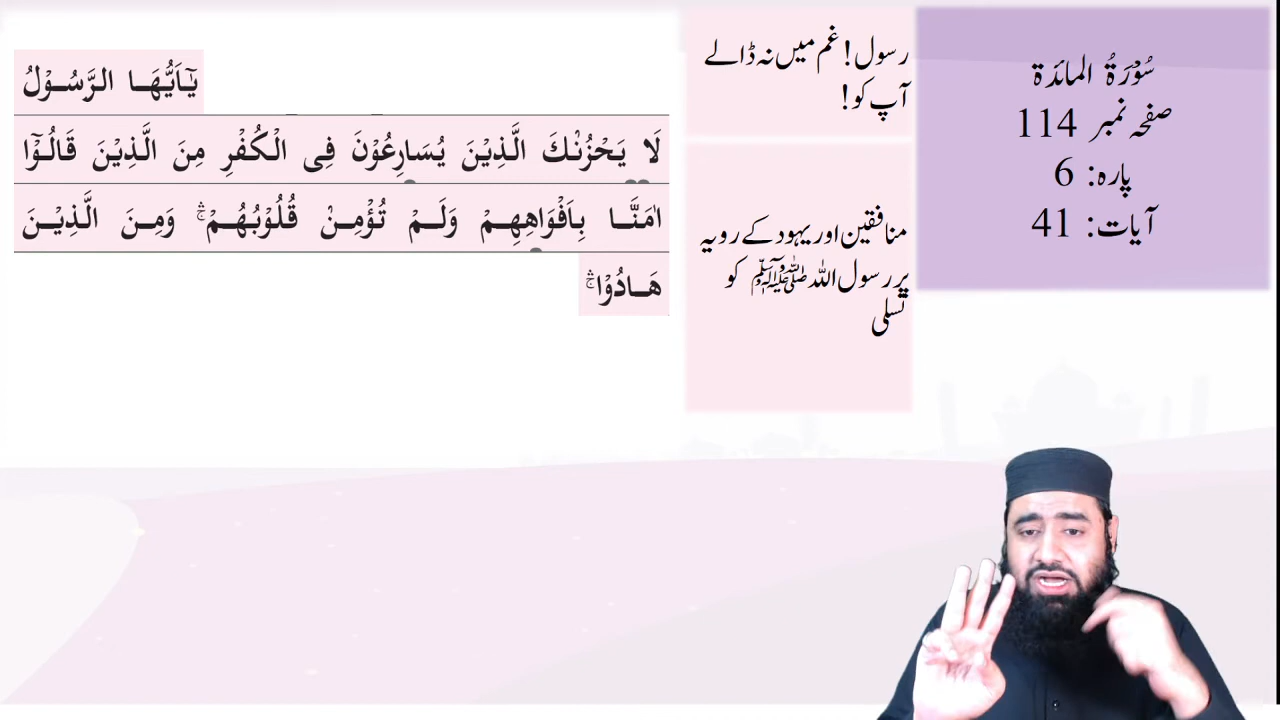 سُوْرَةُ المائدة
صفحہ نمبر 114
پارہ: 6
آیات: 41
رسول! غم میں نہ ڈالے
آپ کو!
منافقین اور یہود کے رویہ
پر رسول اللہ ﷺ کو
تسلی
يٰۤاَيُّهَا الرَّسُوْلُ
لَا يَحْزُنْكَ الَّذِيْنَ يُسَارِعُوْنَ فِى الْكُفْرِ مِنَ الَّذِيْنَ قَالُوْۤا
اٰمَنَّا بِاَفْوَاهِهِمْ وَلَمْ تُؤْمِنْ قُلُوْبُهُمْ ۛۚ وَمِنَ الَّذِيْنَ
هَادُوْا ۛۚ